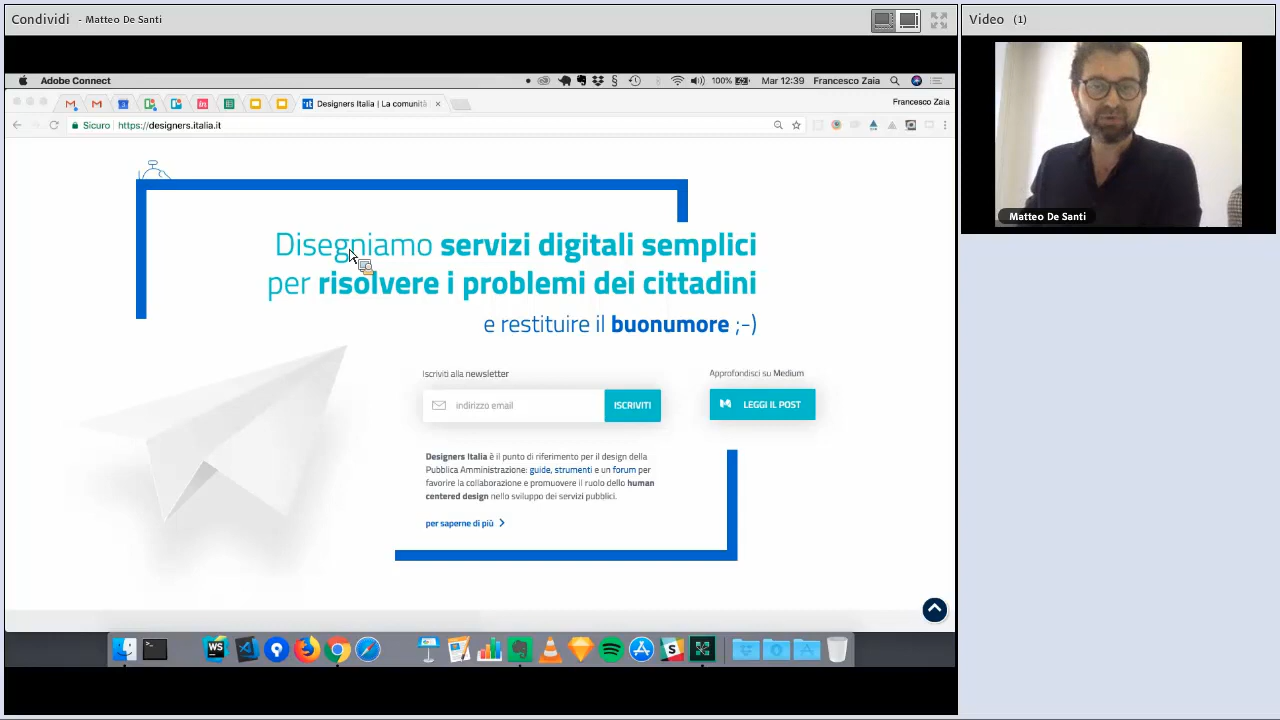 Condividi - Matteo De Santi
Video (1)
Adobe Connect
100%
Mar 12:39
Francesco Zaia
Designers Italia | La comunità
Francesco Zaia
Sicuro
https://designers.italia.it
Matteo De Santi
Disegniamo servizi digitali semplici
per risolvere i problemi dei cittadini
e restituire il buonumore ;-)
Iscriviti alla newsletter
Approfondisci su Medium
indirizzo email
ISCRIVITI
LEGGI IL POST
Designers Italia è il punto di riferimento per il design della
Pubblica Amministrazione: guide, strumenti e un forum per
favorire la collaborazione e promuovere il ruolo dello human
centered design nello sviluppo dei servizi pubblici.
per saperne di più
WS